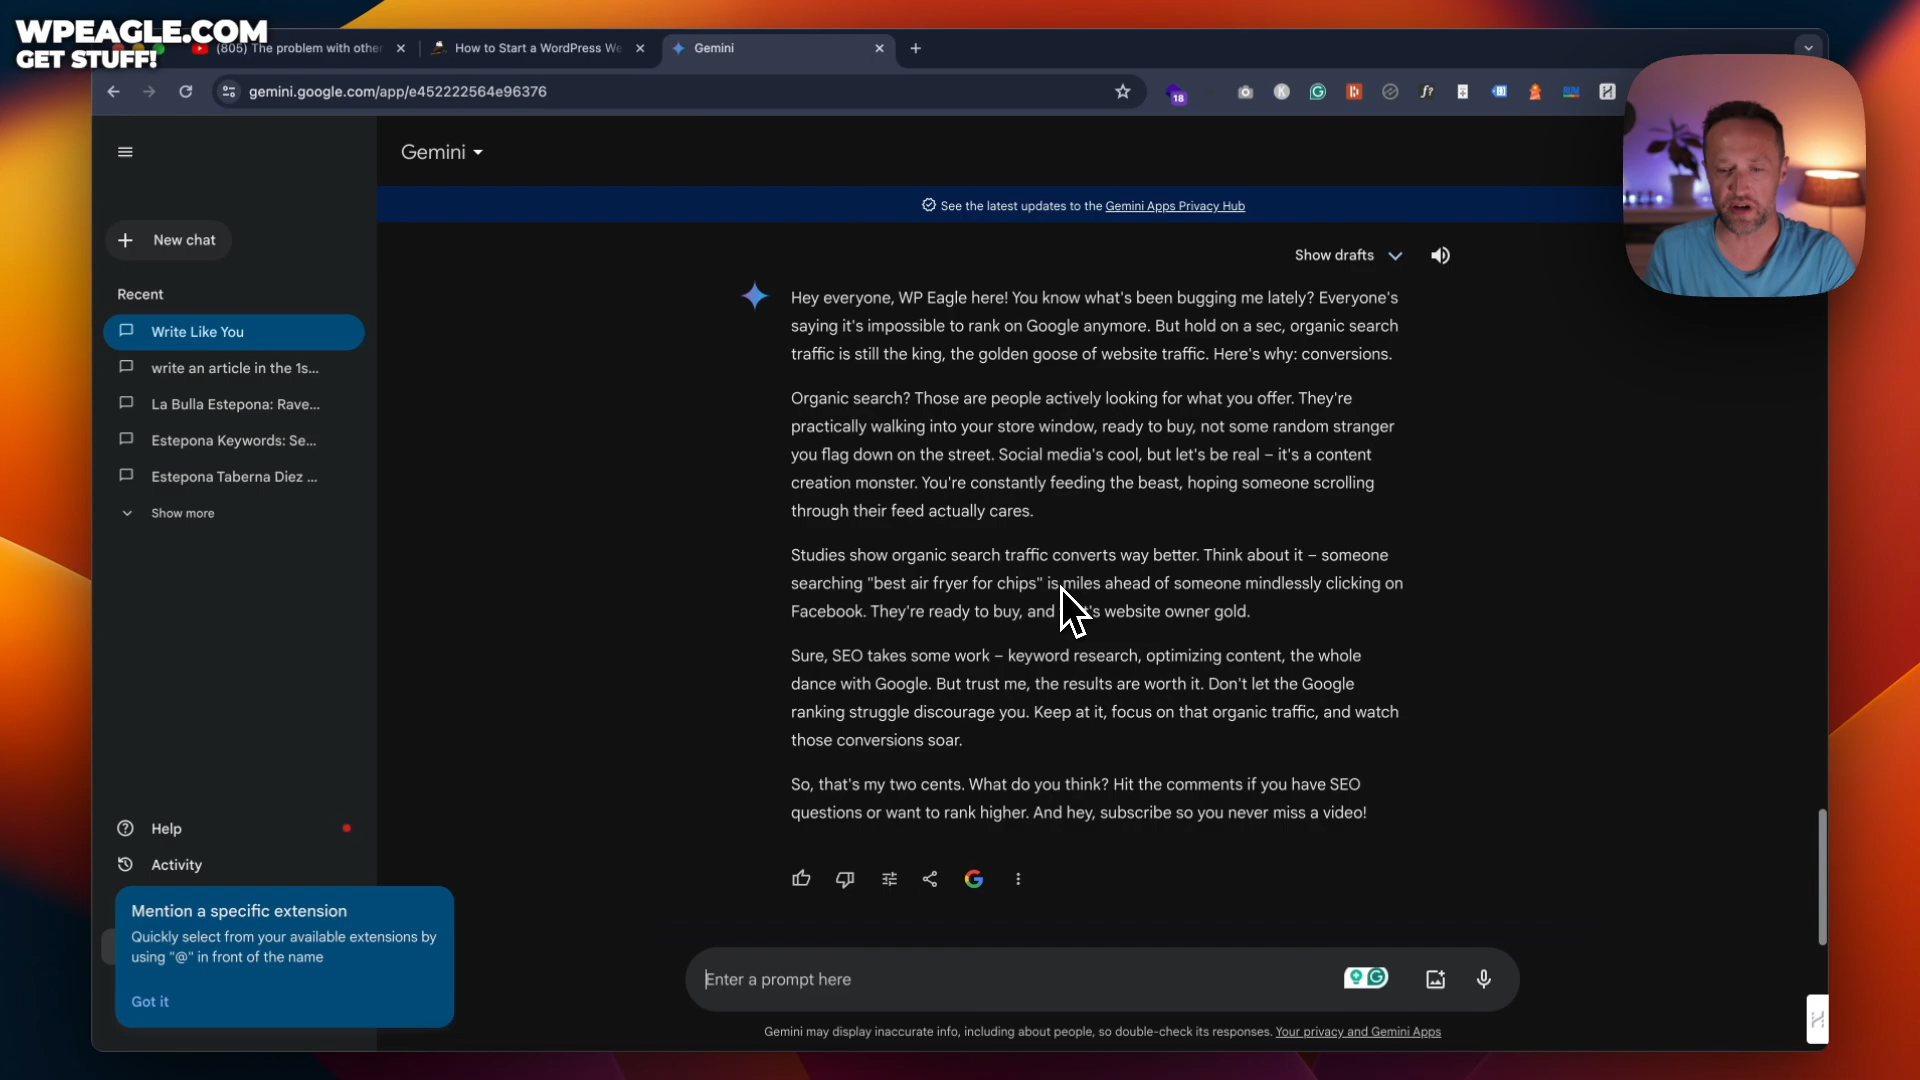 WPEAGLE.COM
GET STUFF!
(805) The problem with other
How to Start a WordPress We
Gemini
gemini.google.com/app/e452222564e96376
18
f?
RUM
Gemini
See the latest updates to the Gemini Apps Privacy Hub
New chat
Recent
Write Like You
write an article in the 1s...
La Bulla Estepona: Rave...
Estepona Keywords: Se...
Estepona Taberna Diez ...
Show more
Show drafts
Hey everyone, WP Eagle here! You know what's been bugging me lately? Everyone's
saying it's impossible to rank on Google anymore. But hold on a sec, organic search
traffic is still the king, the golden goose of website traffic. Here's why: conversions.
Organic search? Those are people actively looking for what you offer. They're
practically walking into your store window, ready to buy, not some random stranger
you flag down on the street. Social media's cool, but let's be real – it's a content
creation monster. You're constantly feeding the beast, hoping someone scrolling
through their feed actually cares.
Studies show organic search traffic converts way better. Think about it – someone
searching "best air fryer for chips" is miles ahead of someone mindlessly clicking on
Facebook. They're ready to buy, and website owner gold.
Sure, SEO takes some work – keyword research, optimizing content, the whole
dance with Google. But trust me, the results are worth it. Don't let the Google
ranking struggle discourage you. Keep at it, focus on that organic traffic, and watch
those conversions soar.
So, that's my two cents. What do you think? Hit the comments if you have SEO
questions or want to rank higher. And hey, subscribe so you never miss a video!
Help
Activity
Mention a specific extension
Quickly select from your available extensions by
using "@" in front of the name
Got it
Enter a prompt here
Gemini may display inaccurate info, including about people, so double-check its responses. Your privacy and Gemini Apps